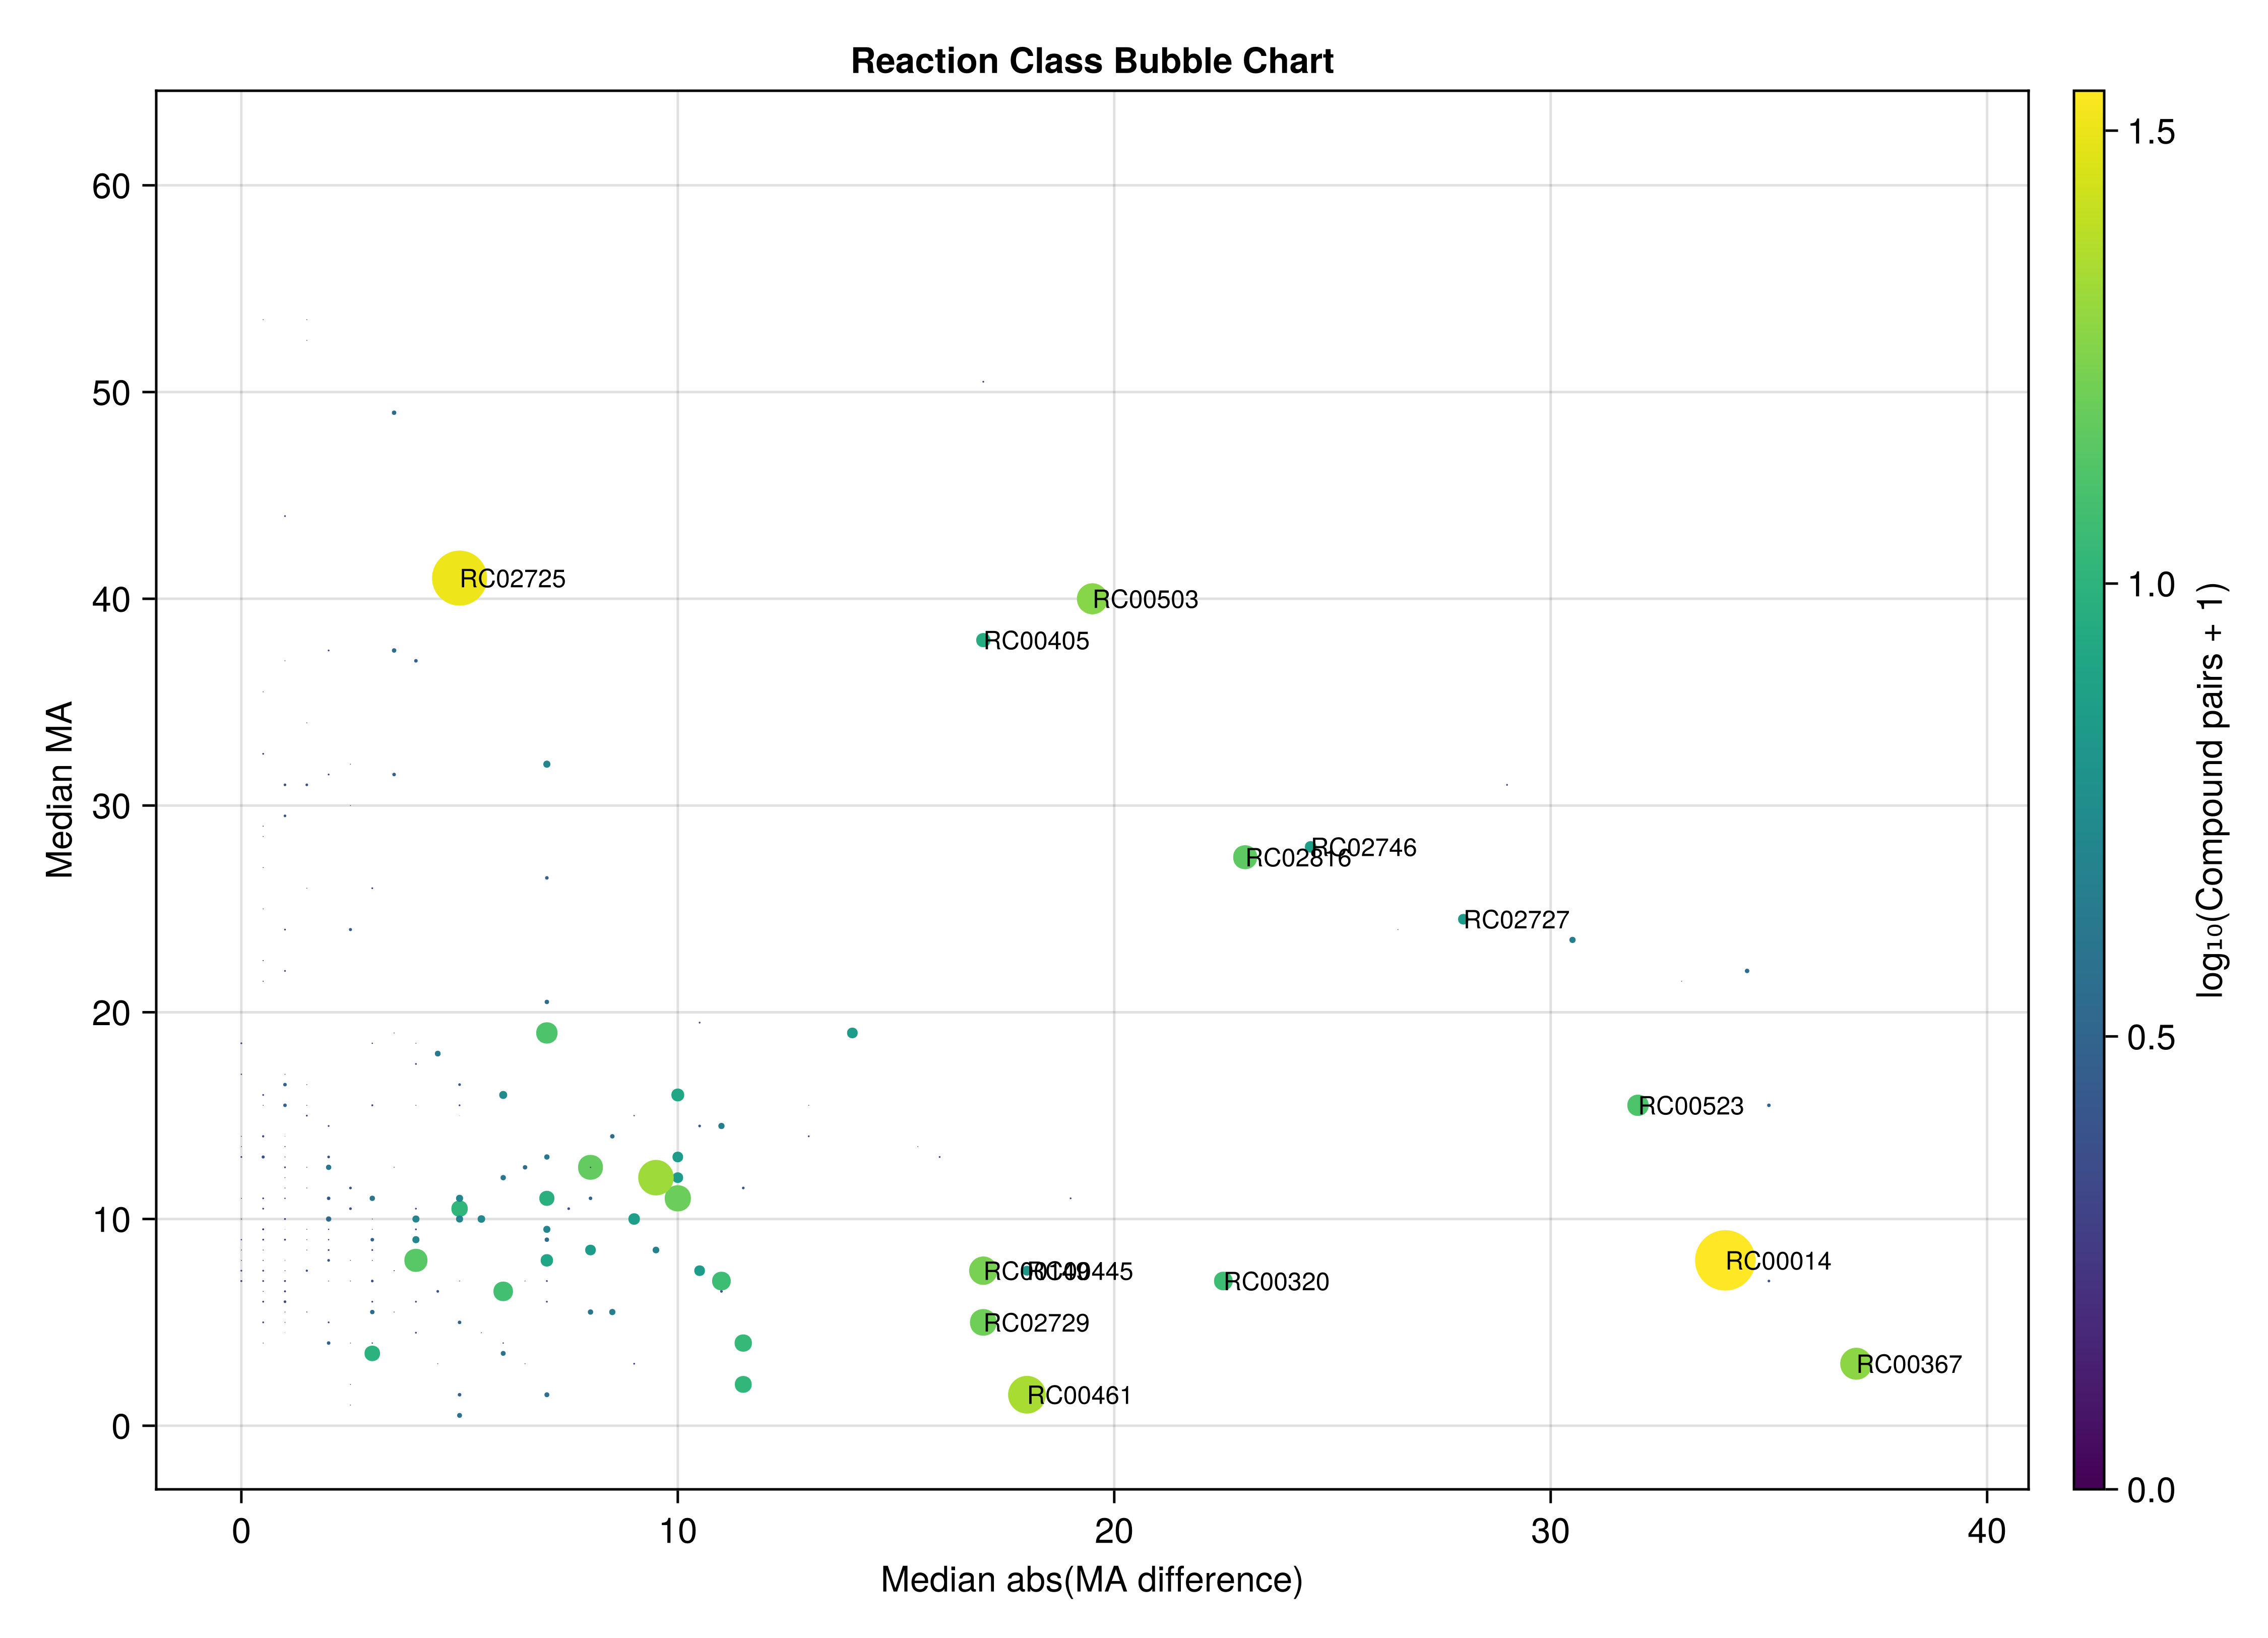 Reaction Class Bubble Chart
60
50
40
30
20
10
0
Median MA
RC02725
RC00503
RC00405
RC02746
RC02816
RC02727
RC00523
RC00014
RC00445
RC00320
RC02729
RC00367
RC00461
0
10
20
30
40
Median abs(MA difference)
1.5
1.0
0.5
0.0
log₁₀(Compound pairs + 1)